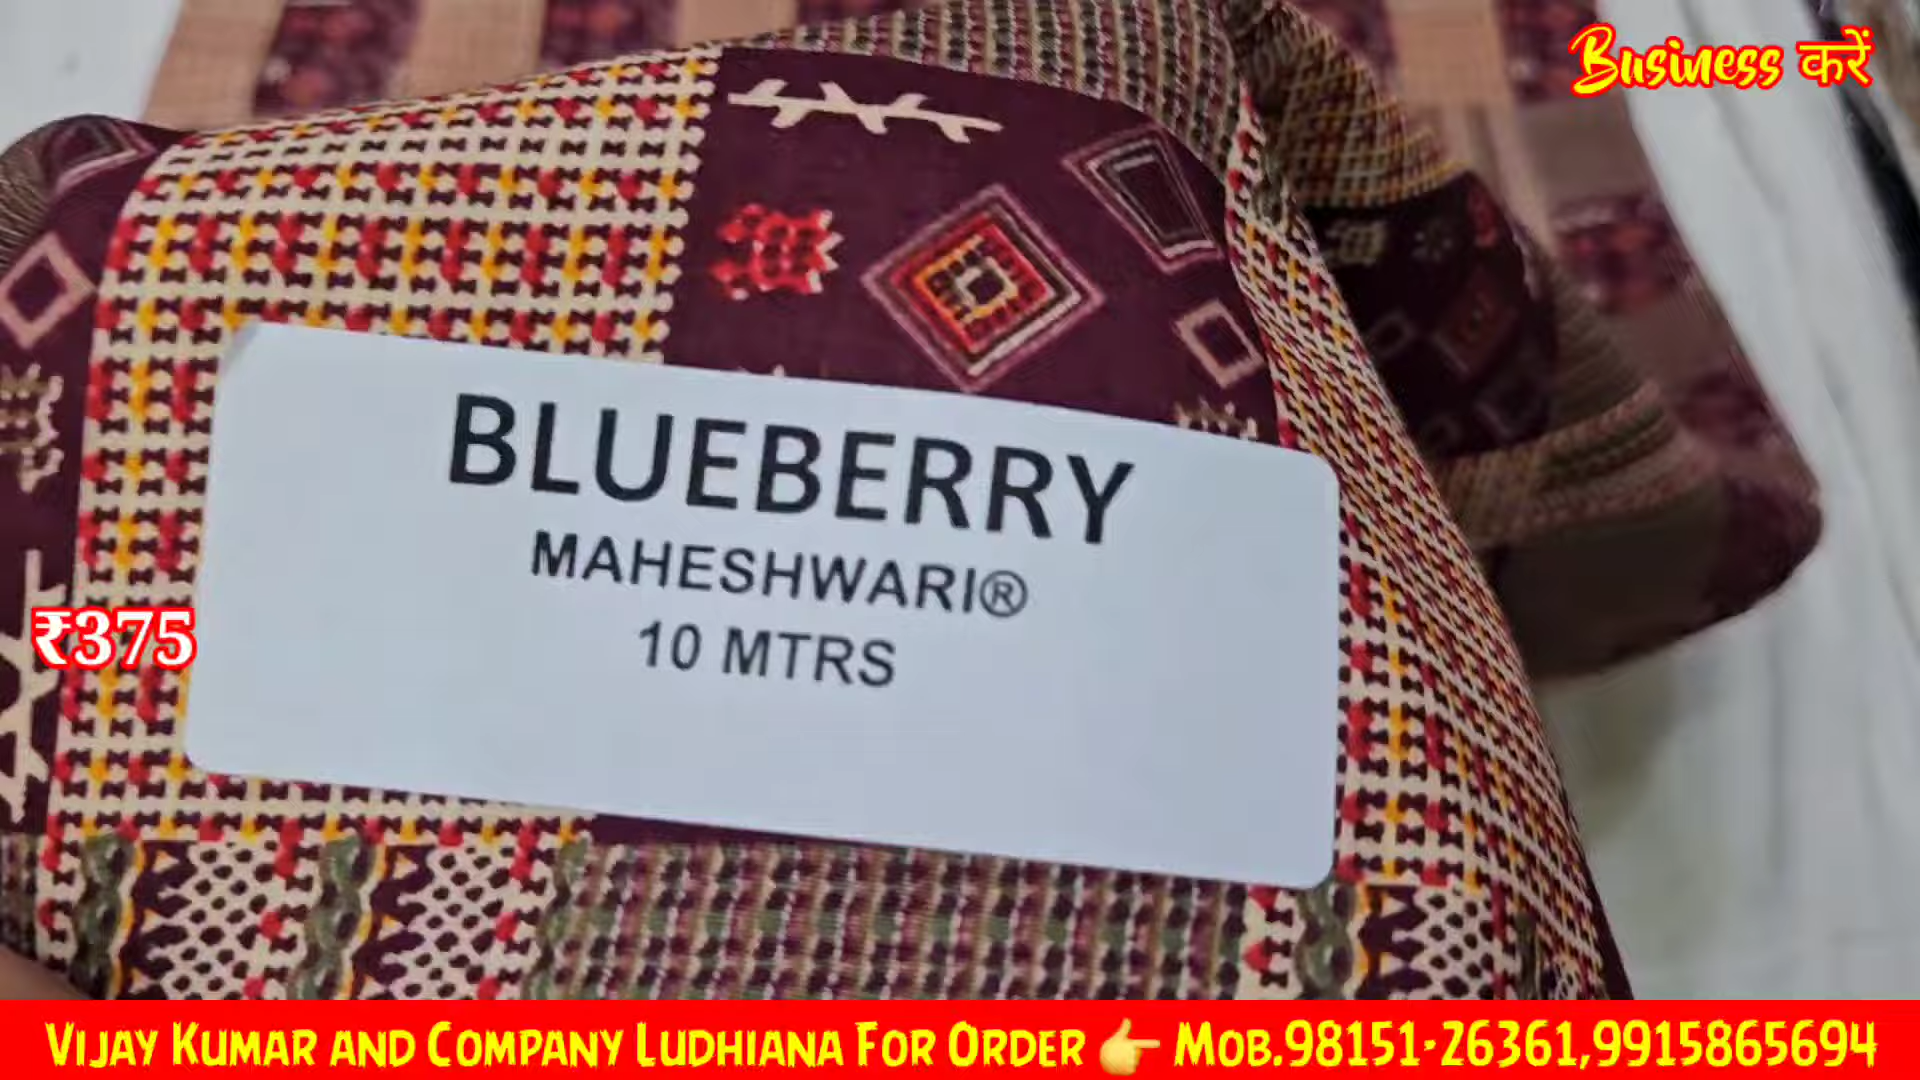 Business करें
BLUEBERRY
MAHESHWARI®
10 MTRS
₹375
VIJAY KUMAR AND COMPANY LUDHIANA FOR ORDER 👉 MOB.98151-26361,9915865694